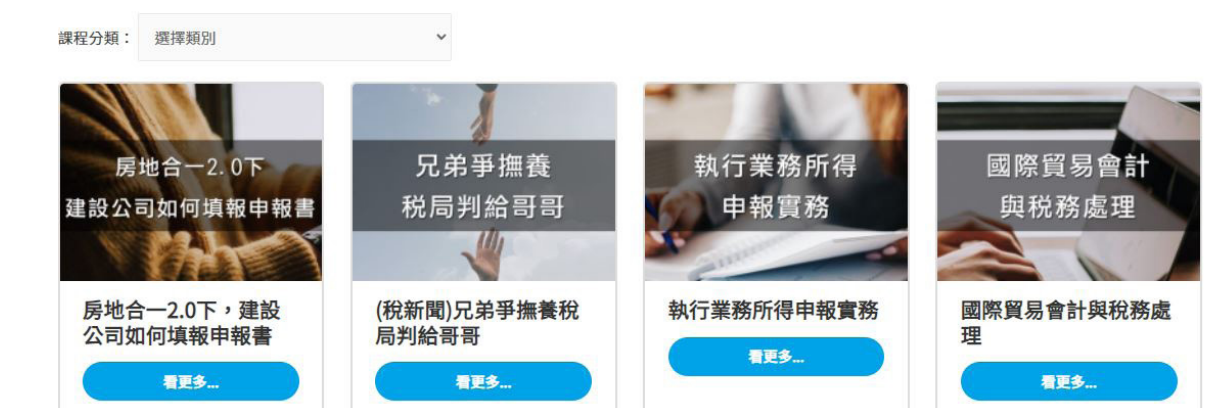 課程分類：
選擇類別
房地合一2.0下
建設公司如何填報申報書
兄弟爭撫養
稅局判給哥哥
執行業務所得
申報實務
國際貿易會計
與稅務處理
房地合一2.0下，建設
公司如何填報申報書
看更多...
(稅新聞)兄弟爭撫養稅
局判給哥哥
看更多...
執行業務所得申報實務
看更多...
國際貿易會計與稅務處
理
看更多...